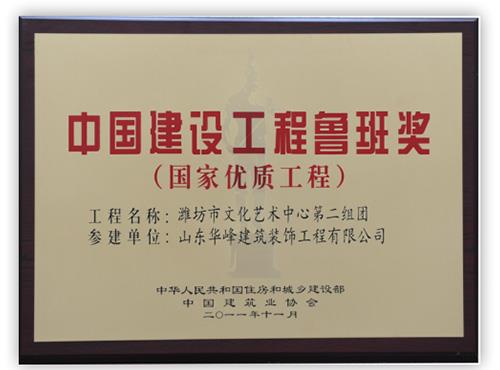 中国建设工程鲁班奖
（国家优质工程）
工程名称：潍坊市文化艺术中心第二组团
参建单位：山东华峰建筑装饰工程有限公司
中华人民共和国住房和城乡建设部
中国建筑业协会
二〇一一年十一月